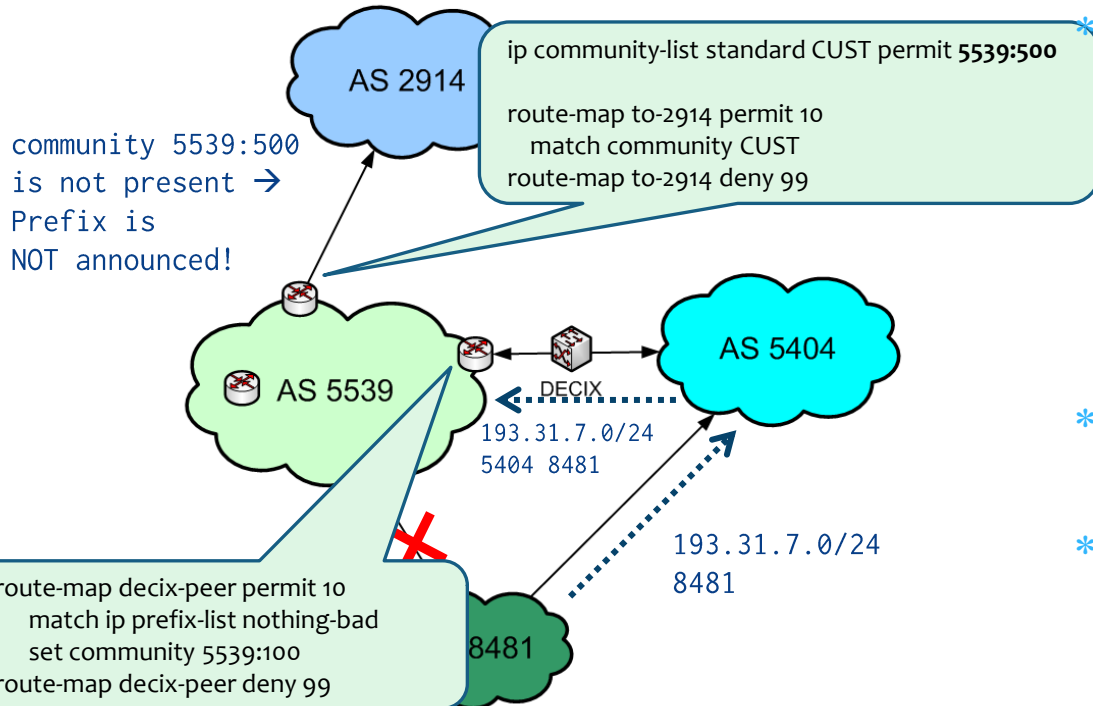 AS 2914
ip community-list standard CUST permit 5539:500
route-map to-2914 permit 10
match community CUST
route-map to-2914 deny 99
community 5539:500
is not present →
Prefix is
NOT announced!
AS 5539
DECIX
AS 5404
193.31.7.0/24
5404 8481
193.31.7.0/24
8481
route-map decix-peer permit 10
match ip prefix-list nothing-bad
set community 5539:100
route-map decix-peer deny 99
8481
*
*
*